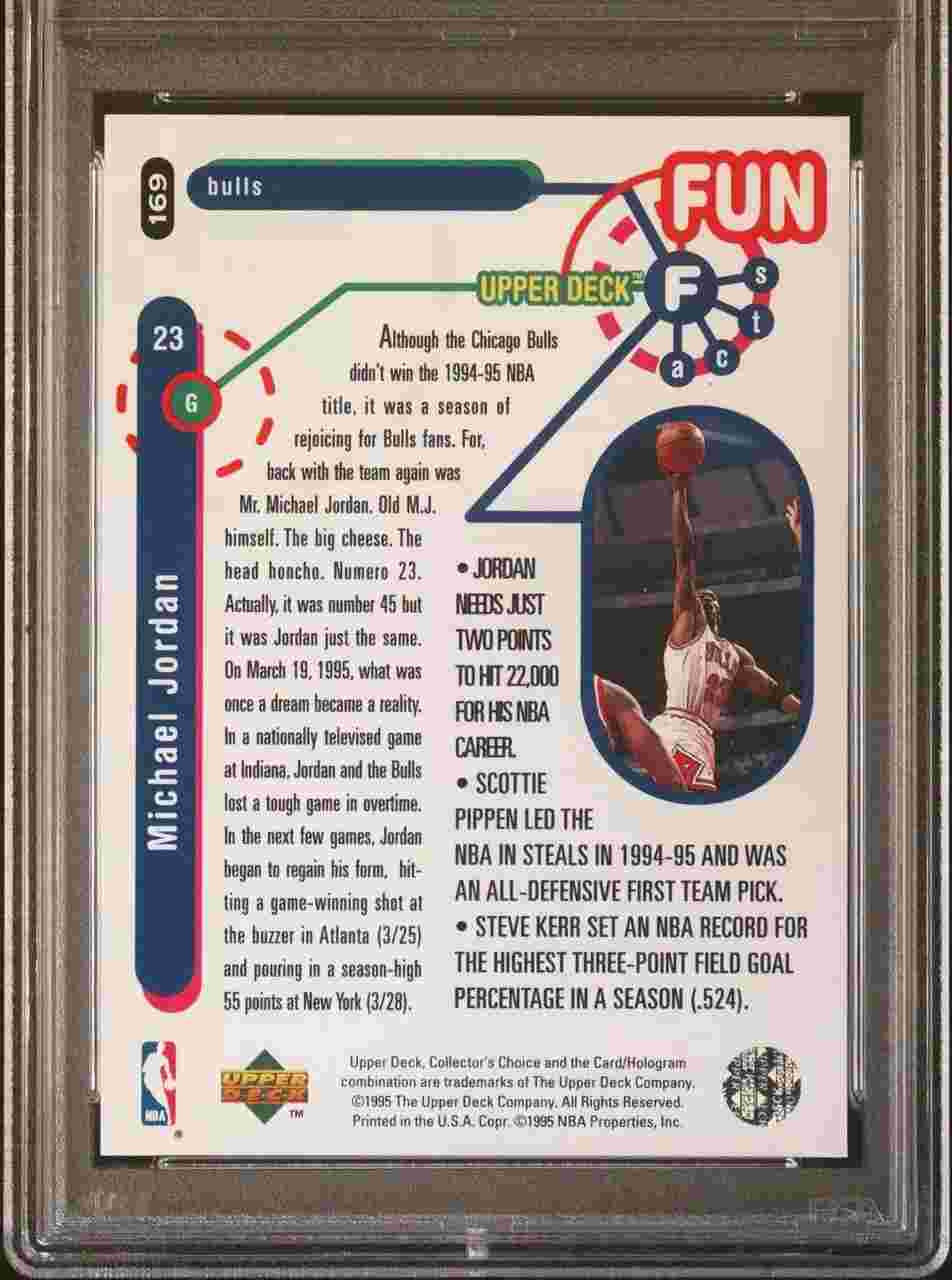 169
bulls
FUN
UPPER DECK™
F
a
c
t
s
23
G
Michael Jordan
Although the Chicago Bulls
didn't win the 1994-95 NBA
title, it was a season of
rejoicing for Bulls fans. For,
back with the team again was
Mr. Michael Jordan. Old M.J.
himself. The big cheese. The
head honcho. Numero 23.
Actually, it was number 45 but
it was Jordan just the same.
On March 19, 1995, what was
once a dream became a reality.
In a nationally televised game
at Indiana, Jordan and the Bulls
lost a tough game in overtime.
In the next few games, Jordan
began to regain his form, hit-
ting a game-winning shot at
the buzzer in Atlanta (3/25)
and pouring in a season-high
55 points at New York (3/28).
• JORDAN
NEEDS JUST
TWO POINTS
TO HIT 22,000
FOR HIS NBA
CAREER.
• SCOTTIE
PIPPEN LED THE
NBA IN STEALS IN 1994-95 AND WAS
AN ALL-DEFENSIVE FIRST TEAM PICK.
• STEVE KERR SET AN NBA RECORD FOR
THE HIGHEST THREE-POINT FIELD GOAL
PERCENTAGE IN A SEASON (.524).
NBA
®
UPPER
DECK
™
Upper Deck, Collector's Choice and the Card/Hologram
combination are trademarks of The Upper Deck Company.
©1995 The Upper Deck Company. All Rights Reserved.
Printed in the U.S.A. Copr. ©1995 NBA Properties, Inc.
PSA